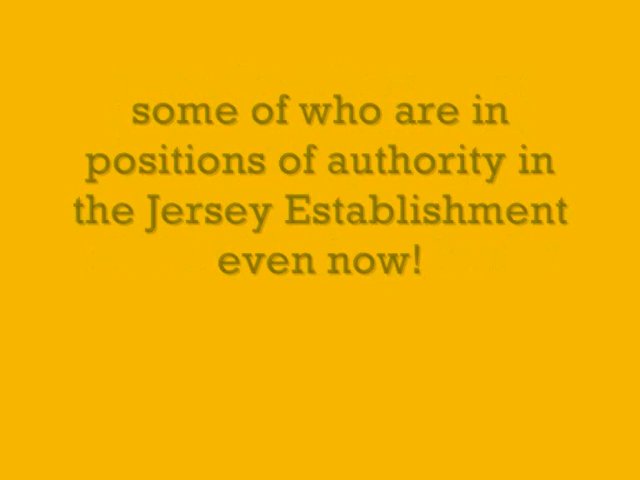 some of who are in
positions of authority in
the Jersey Establishment
even now!